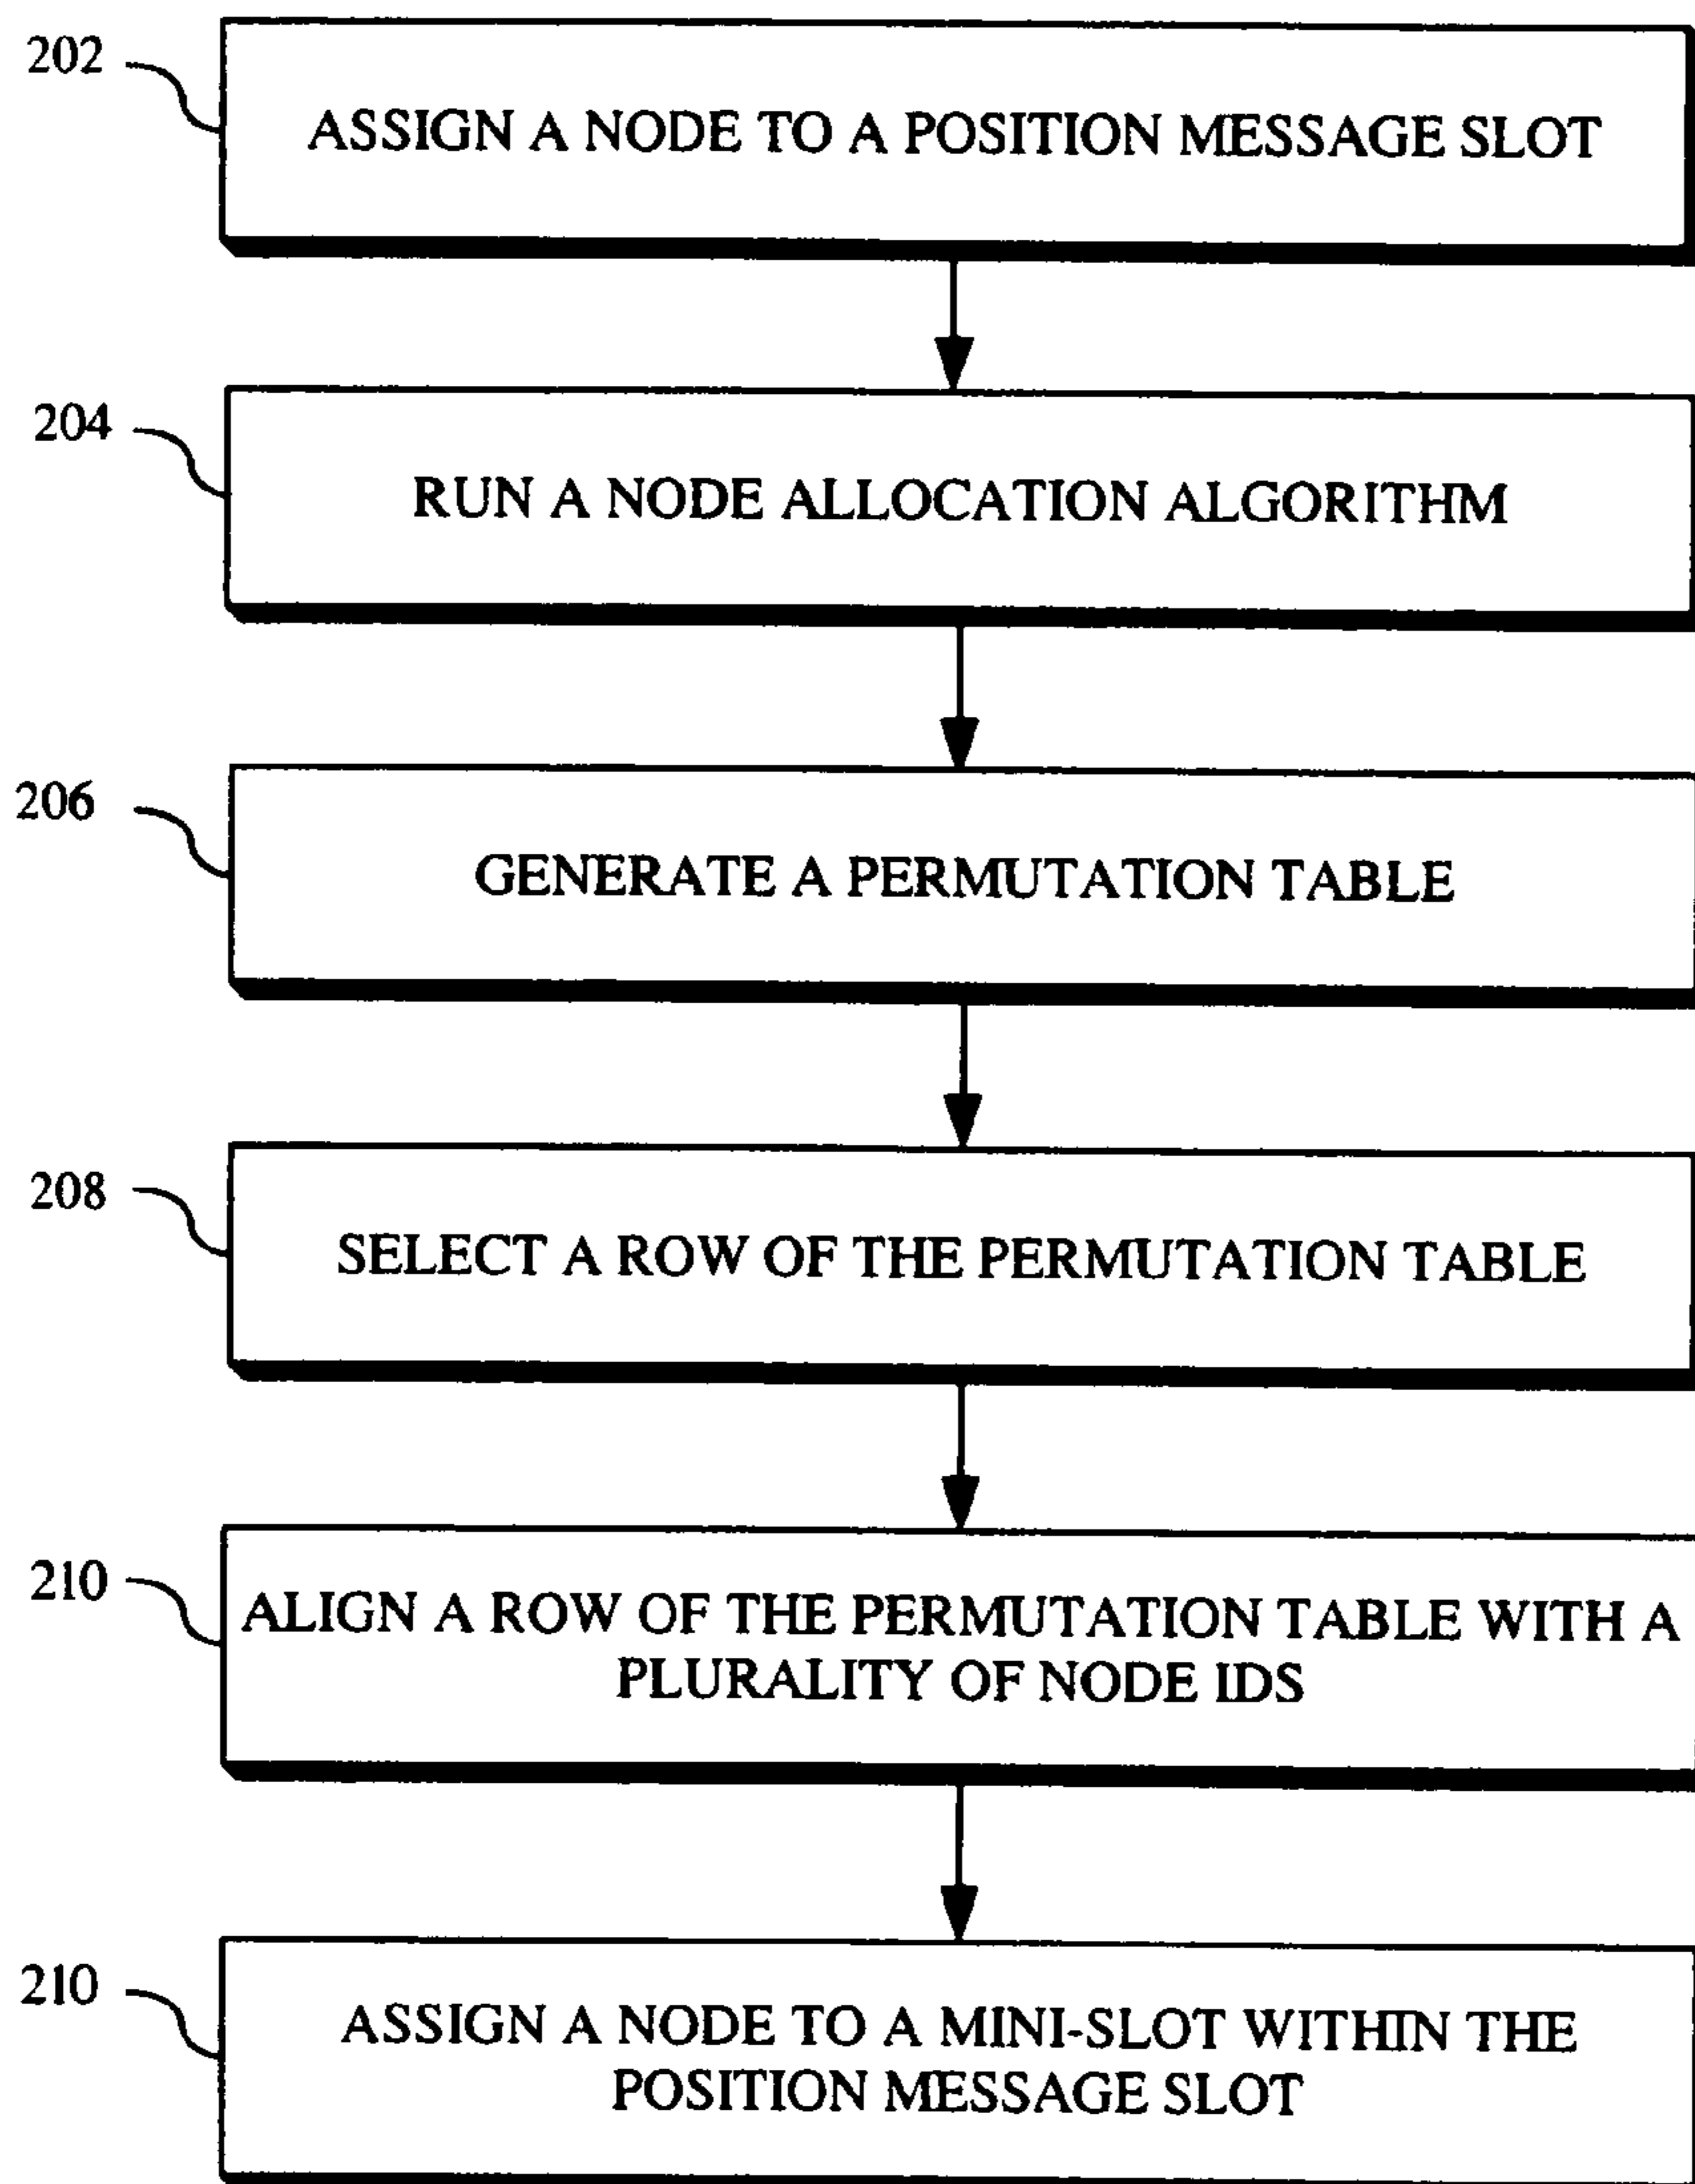 202
ASSIGN A NODE TO A POSITION MESSAGE SLOT
204
RUN A NODE ALLOCATION ALGORITHM
206
GENERATE A PERMUTATION TABLE
208
SELECT A ROW OF THE PERMUTATION TABLE
210
ALIGN A ROW OF THE PERMUTATION TABLE WITH A
PLURALITY OF NODE IDS
210
ASSIGN A NODE TO A MINI-SLOT WITHIN THE
POSITION MESSAGE SLOT